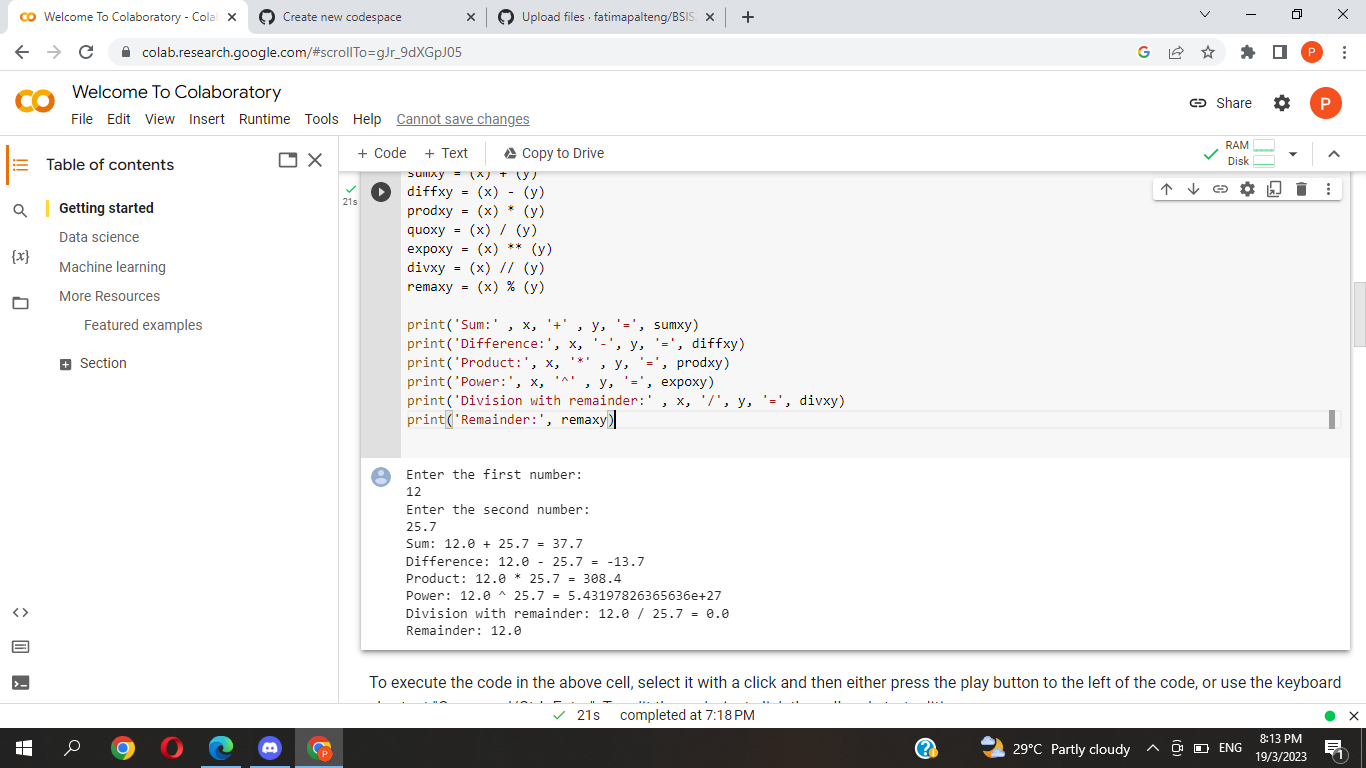 Welcome To Colaboratory - Cola
Create new codespace
Upload files · fatimapalteng/BSIS
colab.research.google.com/#scrollTo=gJr_9dXGpJ05
P
Welcome To Colaboratory
File Edit View Insert Runtime Tools Help Cannot save changes
Share
P
Table of contents
+ Code + Text Copy to Drive
RAM
Disk
Getting started
Data science
Machine learning
More Resources
Featured examples
Section
{x}
21s
sumxy = (x) + (y)
diffxy = (x) - (y)
prodxy = (x) * (y)
quoxy = (x) / (y)
expoxy = (x) ** (y)
divxy = (x) // (y)
remaxy = (x) % (y)
print('Sum:' , x, '+' , y, '=', sumxy)
print('Difference:', x, '-', y, '=', diffxy)
print('Product:', x, '*' , y, '=', prodxy)
print('Power:', x, '^' , y, '=', expoxy)
print('Division with remainder:' , x, '/', y, '=', divxy)
print('Remainder:', remaxy)
Enter the first number:
12
Enter the second number:
25.7
Sum: 12.0 + 25.7 = 37.7
Difference: 12.0 - 25.7 = -13.7
Product: 12.0 * 25.7 = 308.4
Power: 12.0 ^ 25.7 = 5.43197826365636e+27
Division with remainder: 12.0 / 25.7 = 0.0
Remainder: 12.0
To execute the code in the above cell, select it with a click and then either press the play button to the left of the code, or use the keyboard
21s completed at 7:18 PM
29°C Partly cloudy
ENG
8:13 PM
19/3/2023
1